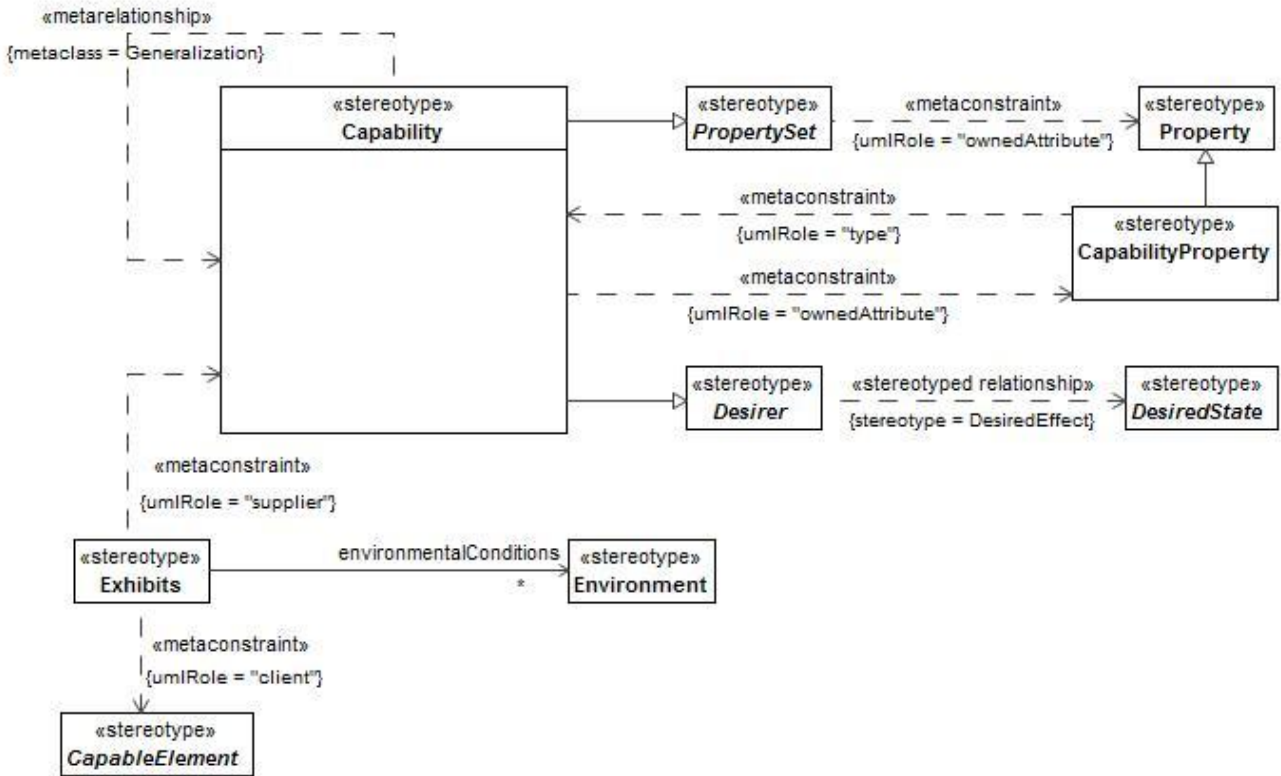 «metarelationship»
{metaclass = Generalization}
«stereotype»
Capability
«stereotype»
PropertySet
«metaconstraint»
{umlRole = "ownedAttribute"}
«stereotype»
Property
«metaconstraint»
{umlRole = "type"}
«stereotype»
CapabilityProperty
«metaconstraint»
{umlRole = "ownedAttribute"}
«stereotype»
Desirer
«stereotyped relationship»
{stereotype = DesiredEffect}
«stereotype»
DesiredState
«metaconstraint»
{umlRole = "supplier"}
«stereotype»
Exhibits
environmentalConditions
*
«stereotype»
Environment
«metaconstraint»
{umlRole = "client"}
«stereotype»
CapableElement